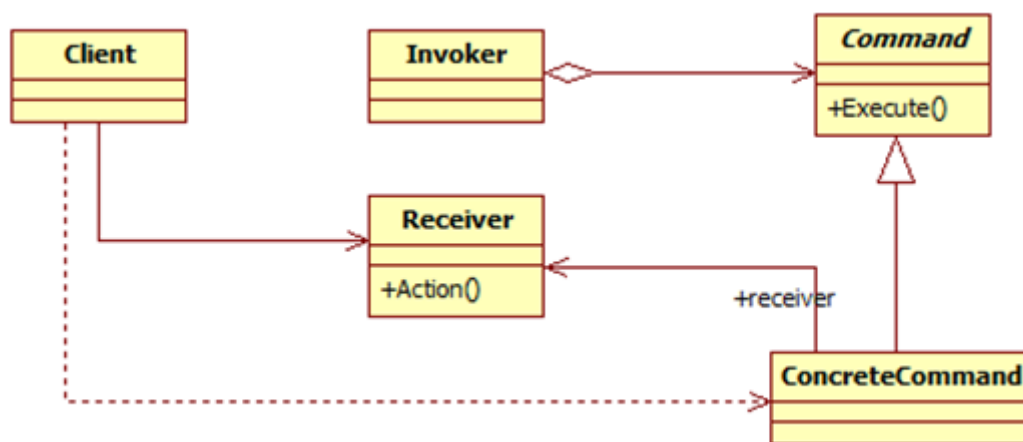 Client
Invoker
Command
+Execute()
Receiver
+Action()
+receiver
ConcreteCommand